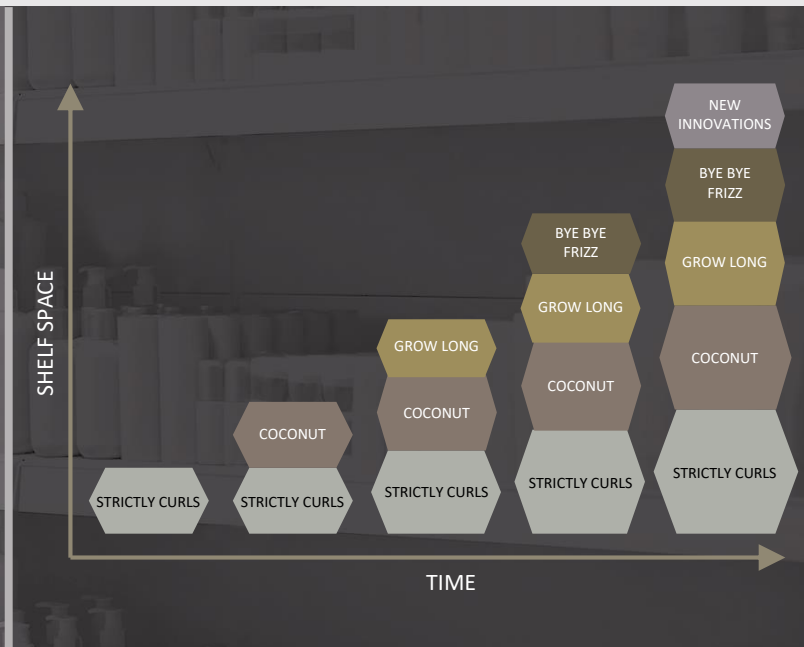 NEW
INNOVATIONS
BYE BYE
FRIZZ
BYE BYE
FRIZZ
GROW LONG
GROW LONG
GROW LONG
COCONUT
COCONUT
COCONUT
COCONUT
STRICTLY CURLS
STRICTLY CURLS
STRICTLY CURLS
STRICTLY CURLS
STRICTLY CURLS
SHELF SPACE
TIME